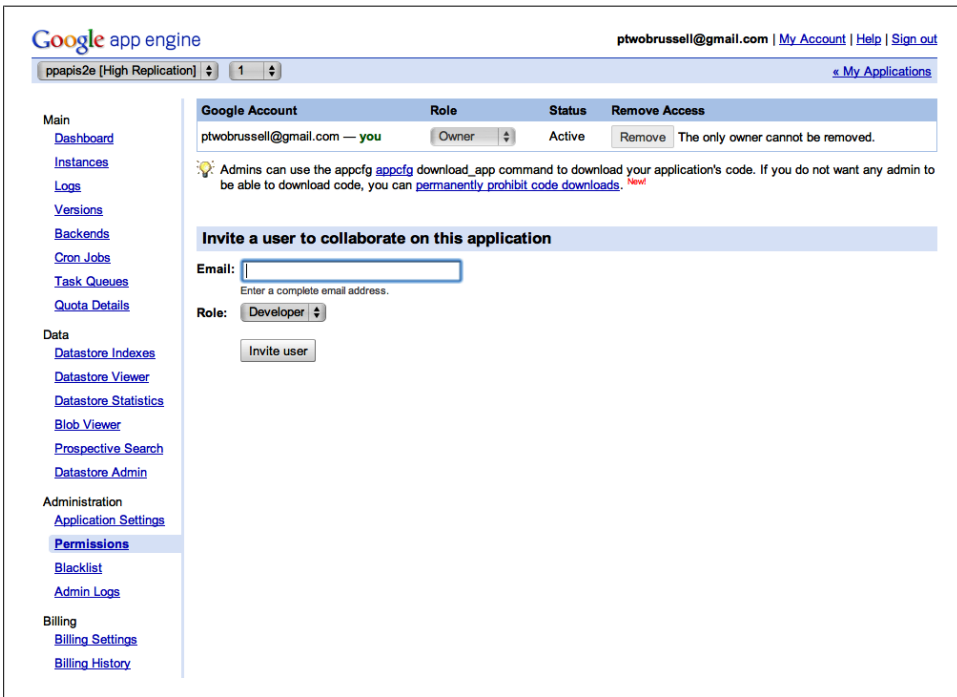 Google app engine
ptwobrussell@gmail.com | My Account | Help | Sign out
ppapis2e [High Replication] 1
« My Applications
Main
Dashboard
Instances
Logs
Versions
Backends
Cron Jobs
Task Queues
Quota Details
Data
Datastore Indexes
Datastore Viewer
Datastore Statistics
Blob Viewer
Prospective Search
Datastore Admin
Administration
Application Settings
Permissions
Blacklist
Admin Logs
Billing
Billing Settings
Billing History
Google Account Role Status Remove Access
ptwobrussell@gmail.com — you Owner Active Remove The only owner cannot be removed.
Admins can use the appcfg appcfg download_app command to download your application's code. If you do not want any admin to
be able to download code, you can permanently prohibit code downloads. New!
Invite a user to collaborate on this application
Email:
Enter a complete email address.
Role: Developer
Invite user